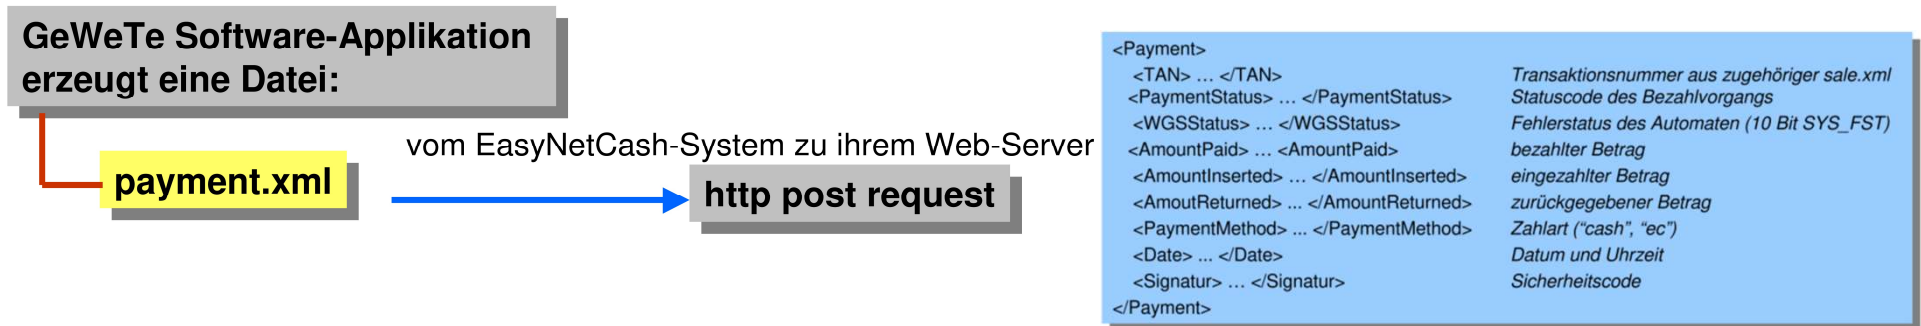 GeWeTe Software-Applikation
erzeugt eine Datei:
payment.xml
vom EasyNetCash-System zu ihrem Web-Server
http post request
<Payment>
<TAN> … </TAN> Transaktionsnummer aus zugehöriger sale.xml
<PaymentStatus> … </PaymentStatus> Statuscode des Bezahlvorgangs
<WGSStatus> … </WGSStatus> Fehlerstatus des Automaten (10 Bit SYS_FST)
<AmountPaid> … <AmountPaid> bezahlter Betrag
<AmountInserted> … </AmountInserted> eingezahlter Betrag
<AmoutReturned> ... </AmountReturned> zurückgegebener Betrag
<PaymentMethod> ... </PaymentMethod> Zahlart (“cash”, “ec”)
<Date> ... </Date> Datum und Uhrzeit
<Signatur> … </Signatur> Sicherheitscode
</Payment>